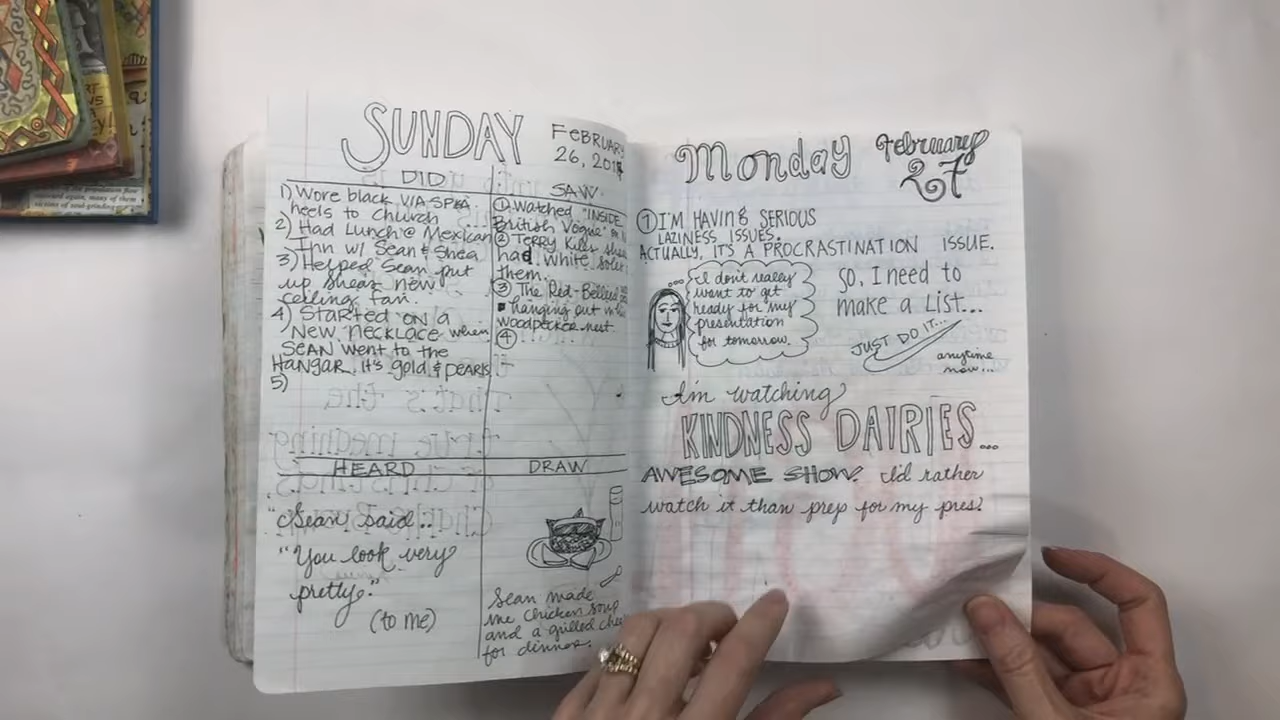 SUNDAY
FEBRUARY
26, 201
DID
1) Wore black VIA SPIGA
heels to church
2) Had Lunch @ Mexican
Inn w/ Sean & Shea
3) Helped Sean put
up Sheas new
ceiling fan.
4) Started on a
New necklace when
SEAN went to the
HANGAR. It's gold & PEARLS
5)
SAW
① Watched "INSIDE
British Vogue"
② Terry Kills
had white soles
them.
③ The Red-Bellied
hanging out
woodpecker nest
④
HEARD
Sean said..
"You look very
pretty."
(to me)
DRAW
Sean made
me chicken soup
and a grilled chee
for dinner.
Monday
February
27
① I'M HAVING SERIOUS
LAZINESS ISSUES.
ACTUALLY, IT'S A PROCRASTINATION ISSUE.
I don't really
want to get
ready for my
presentation
for tomorrow.
SO, I need to
make a List...
JUST DO IT...
anytime
now...
I'm watching
KINDNESS DAIRIES...
AWESOME SHOW. I'd rather
watch it than prep for my pres!